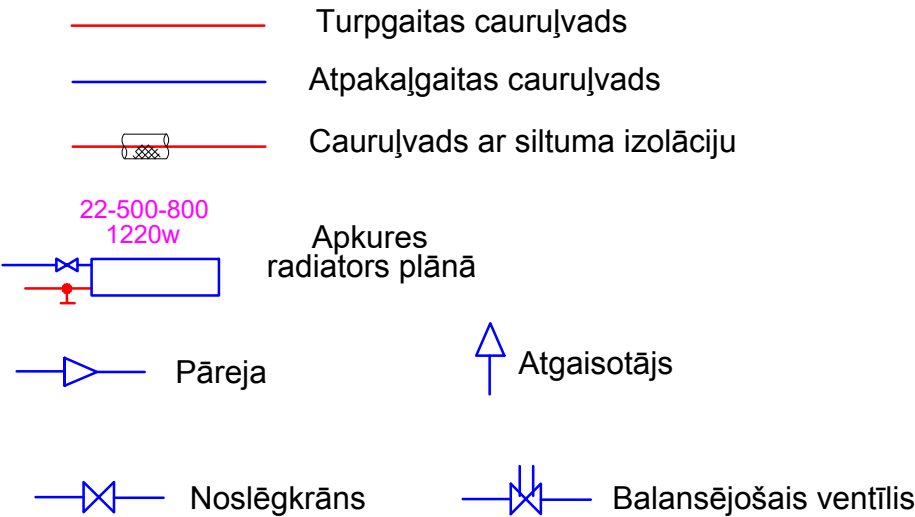 Turpgaitas cauruļvads
Atpakaļgaitas cauruļvads
Cauruļvads ar siltuma izolāciju
22-500-800
1220w
Apkures
radiators plānā
Pāreja
Atgaisotājs
Noslēgkrāns
Balansējošais ventīlis